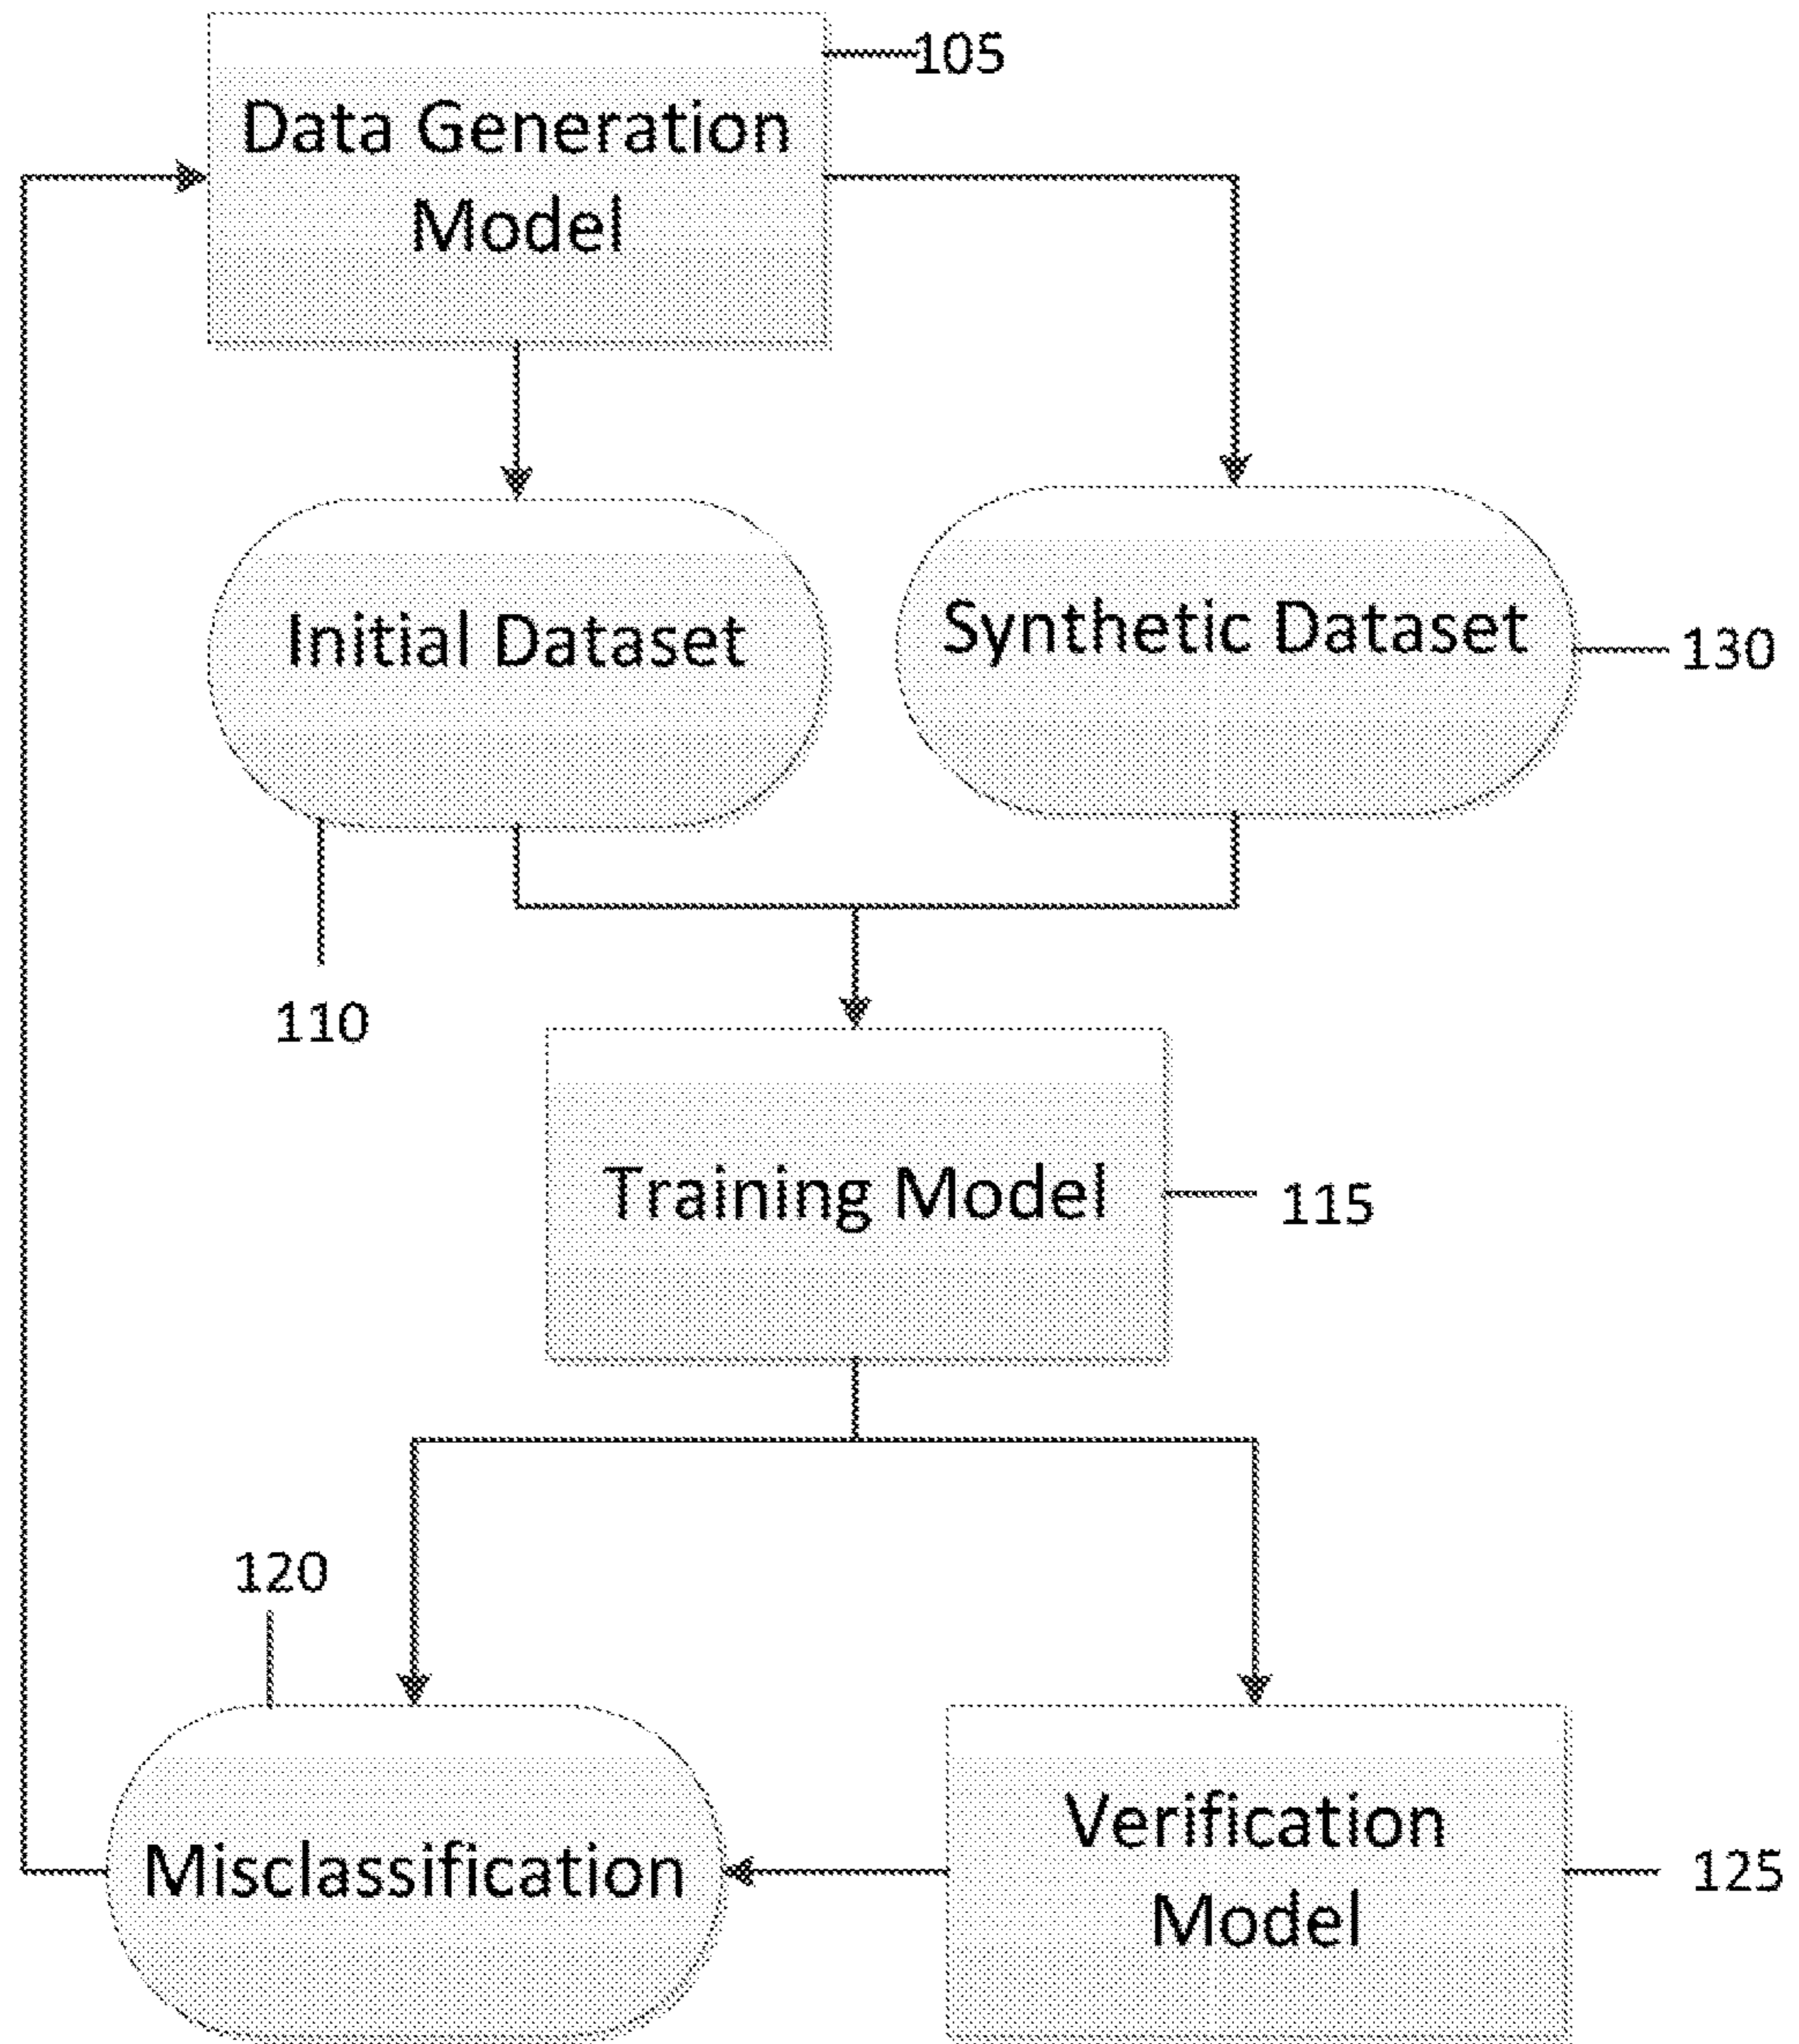 105
Data Generation
Model
Initial Dataset
Synthetic Dataset
130
110
Training Model
115
120
Misclassification
Verification
Model
125